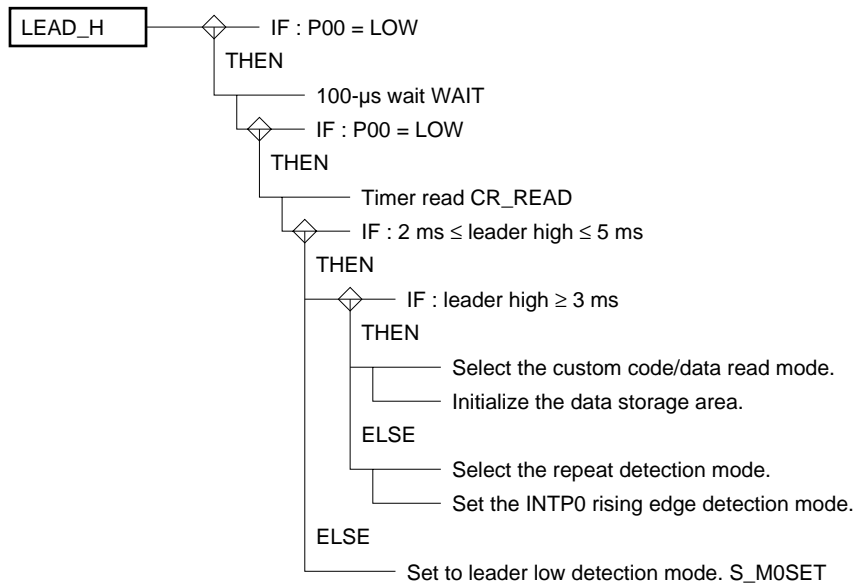 LEAD_H
IF : P00 = LOW
THEN
100-µs wait WAIT
IF : P00 = LOW
THEN
Timer read CR_READ
IF : 2 ms ≤ leader high ≤ 5 ms
THEN
IF : leader high ≥ 3 ms
THEN
Select the custom code/data read mode.
Initialize the data storage area.
ELSE
Select the repeat detection mode.
Set the INTP0 rising edge detection mode.
ELSE
Set to leader low detection mode. S_M0SET